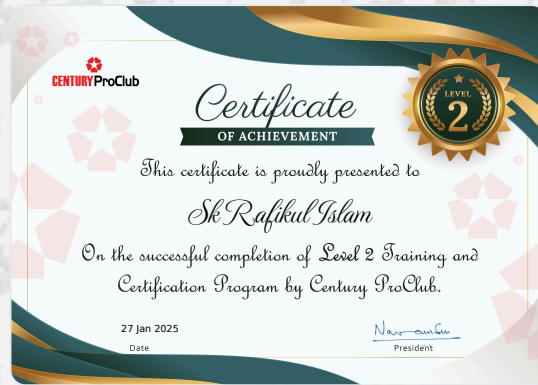 CENTURY ProClub
LEVEL
2
Certificate
OF ACHIEVEMENT
This certificate is proudly presented to
Sk Rafikul Islam
On the successful completion of Level 2 Training and
Certification Program by Century ProClub.
27 Jan 2025
Date
President